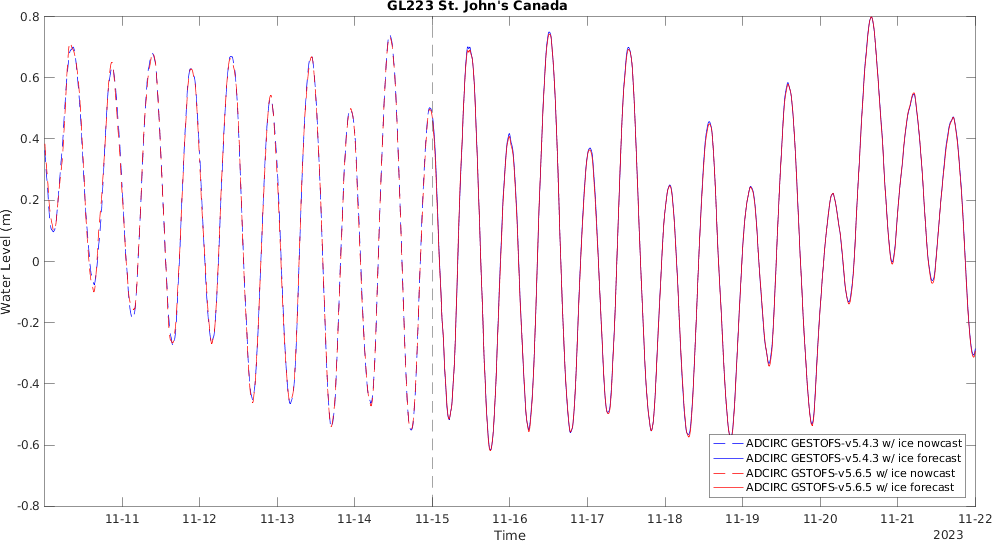 GL223 St. John's Canada
0.8
0.6
0.4
0.2
0
-0.2
-0.4
-0.6
-0.8
Water Level (m)
ADCIRC GESTOFS-v5.4.3 w/ ice nowcast
ADCIRC GESTOFS-v5.4.3 w/ ice forecast
ADCIRC GSTOFS-v5.6.5 w/ ice nowcast
ADCIRC GSTOFS-v5.6.5 w/ ice forecast
11-11 11-12 11-13 11-14 11-15 11-16 11-17 11-18 11-19 11-20 11-21 11-22
Time 2023